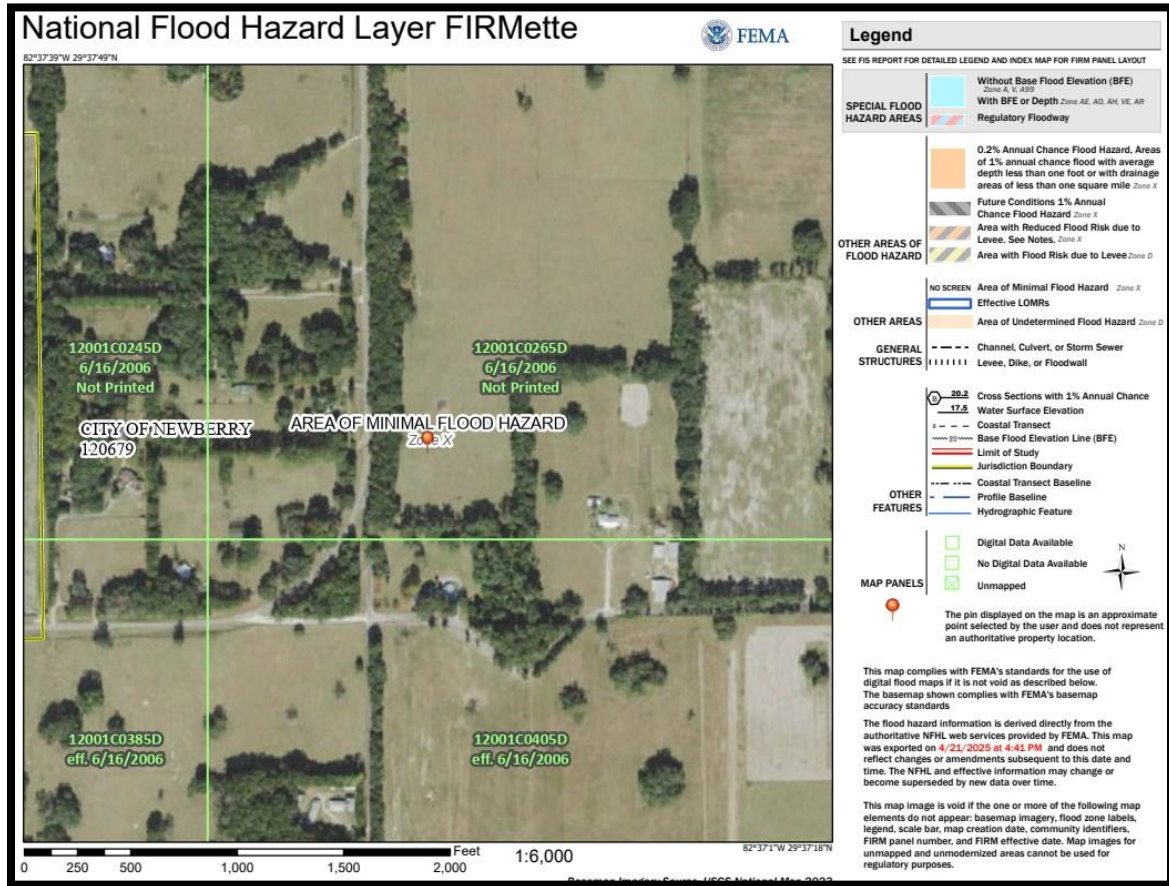 National Flood Hazard Layer FIRMette
FEMA
82°37'39"W 29°37'49"N
12001C0245D
6/16/2006
Not Printed
12001C0265D
6/16/2006
Not Printed
CITY OF NEWBERRY
120679
AREA OF MINIMAL FLOOD HAZARD
Zone X
12001C0385D
eff. 6/16/2006
12001C0405D
eff. 6/16/2006
82°37'1"W 29°37'18"N
Feet
1:6,000
0
250
500
1,000
1,500
2,000
Basemap Imagery Source: USGS National Map 2023
Legend
SEE FIS REPORT FOR DETAILED LEGEND AND INDEX MAP FOR FIRM PANEL LAYOUT
SPECIAL FLOOD
HAZARD AREAS
Without Base Flood Elevation (BFE)
Zone A, V, A99
With BFE or Depth Zone AE, AO, AH, VE, AR
Regulatory Floodway
0.2% Annual Chance Flood Hazard, Areas
of 1% annual chance flood with average
depth less than one foot or with drainage
areas of less than one square mile Zone X
Future Conditions 1% Annual
Chance Flood Hazard Zone X
Area with Reduced Flood Risk due to
Levee. See Notes. Zone X
Area with Flood Risk due to Levee Zone D
OTHER AREAS OF
FLOOD HAZARD
NO SCREEN Area of Minimal Flood Hazard Zone X
Effective LOMRs
OTHER AREAS
Area of Undetermined Flood Hazard Zone D
GENERAL
STRUCTURES
Channel, Culvert, or Storm Sewer
Levee, Dike, or Floodwall
B 20.2 Cross Sections with 1% Annual Chance
17.5 Water Surface Elevation
8 Coastal Transect
Base Flood Elevation Line (BFE)
Limit of Study
Jurisdiction Boundary
Coastal Transect Baseline
OTHER
FEATURES
Profile Baseline
Hydrographic Feature
Digital Data Available
No Digital Data Available
Unmapped
MAP PANELS
N
The pin displayed on the map is an approximate
point selected by the user and does not represent
an authoritative property location.
This map complies with FEMA's standards for the use of
digital flood maps if it is not void as described below.
The basemap shown complies with FEMA's basemap
accuracy standards
The flood hazard information is derived directly from the
authoritative NFHL web services provided by FEMA. This map
was exported on 4/21/2025 at 4:41 PM and does not
reflect changes or amendments subsequent to this date and
time. The NFHL and effective information may change or
become superseded by new data over time.
This map image is void if the one or more of the following map
elements do not appear: basemap imagery, flood zone labels,
legend, scale bar, map creation date, community identifiers,
FIRM panel number, and FIRM effective date. Map images for
unmapped and unmodernized areas cannot be used for
regulatory purposes.